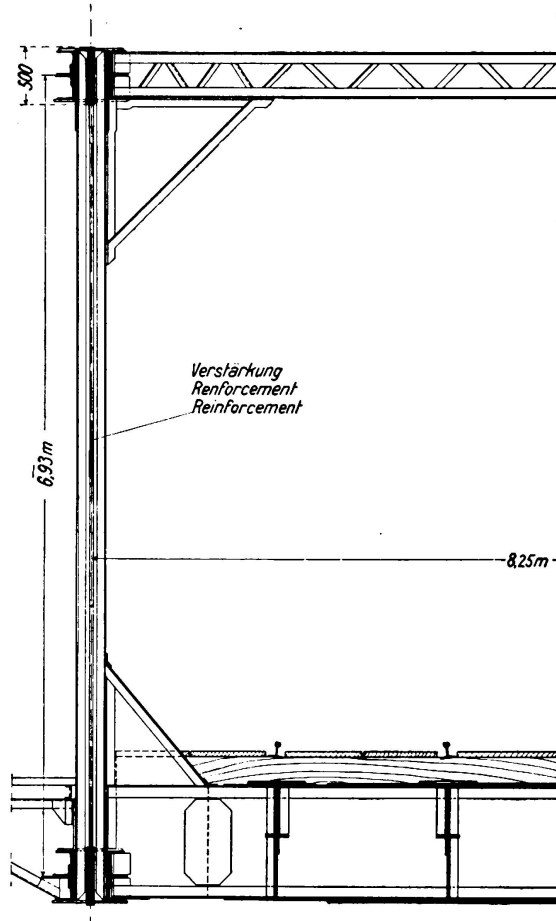 500
Verstärkung
Renforcement
Reinforcement
6,93m
8,25m